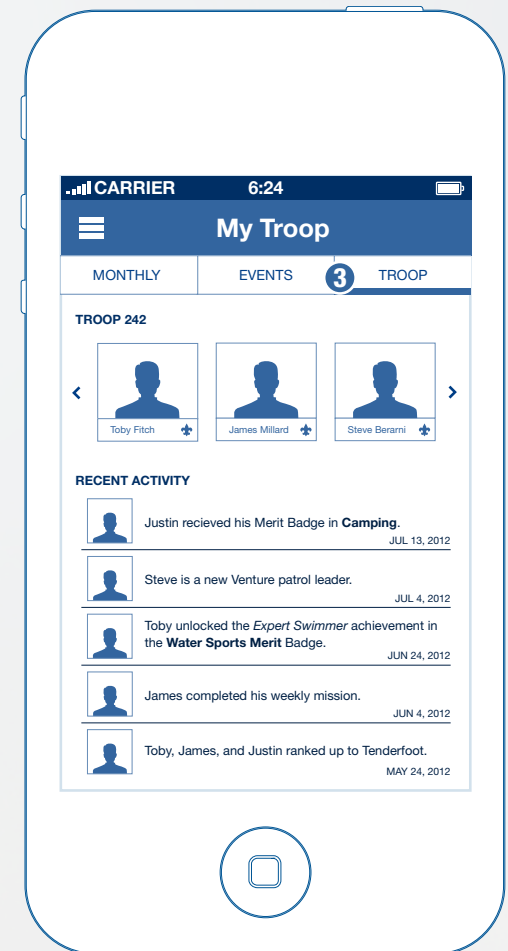 CARRIER 6:24
My Troop
MONTHLY EVENTS 3 TROOP
TROOP 242
Toby Fitch James Millard Steve Berarni
RECENT ACTIVITY
Justin recieved his Merit Badge in Camping.
JUL 13, 2012
Steve is a new Venture patrol leader.
JUL 4, 2012
Toby unlocked the Expert Swimmer achievement in
the Water Sports Merit Badge.
JUN 24, 2012
James completed his weekly mission.
JUN 4, 2012
Toby, James, and Justin ranked up to Tenderfoot.
MAY 24, 2012